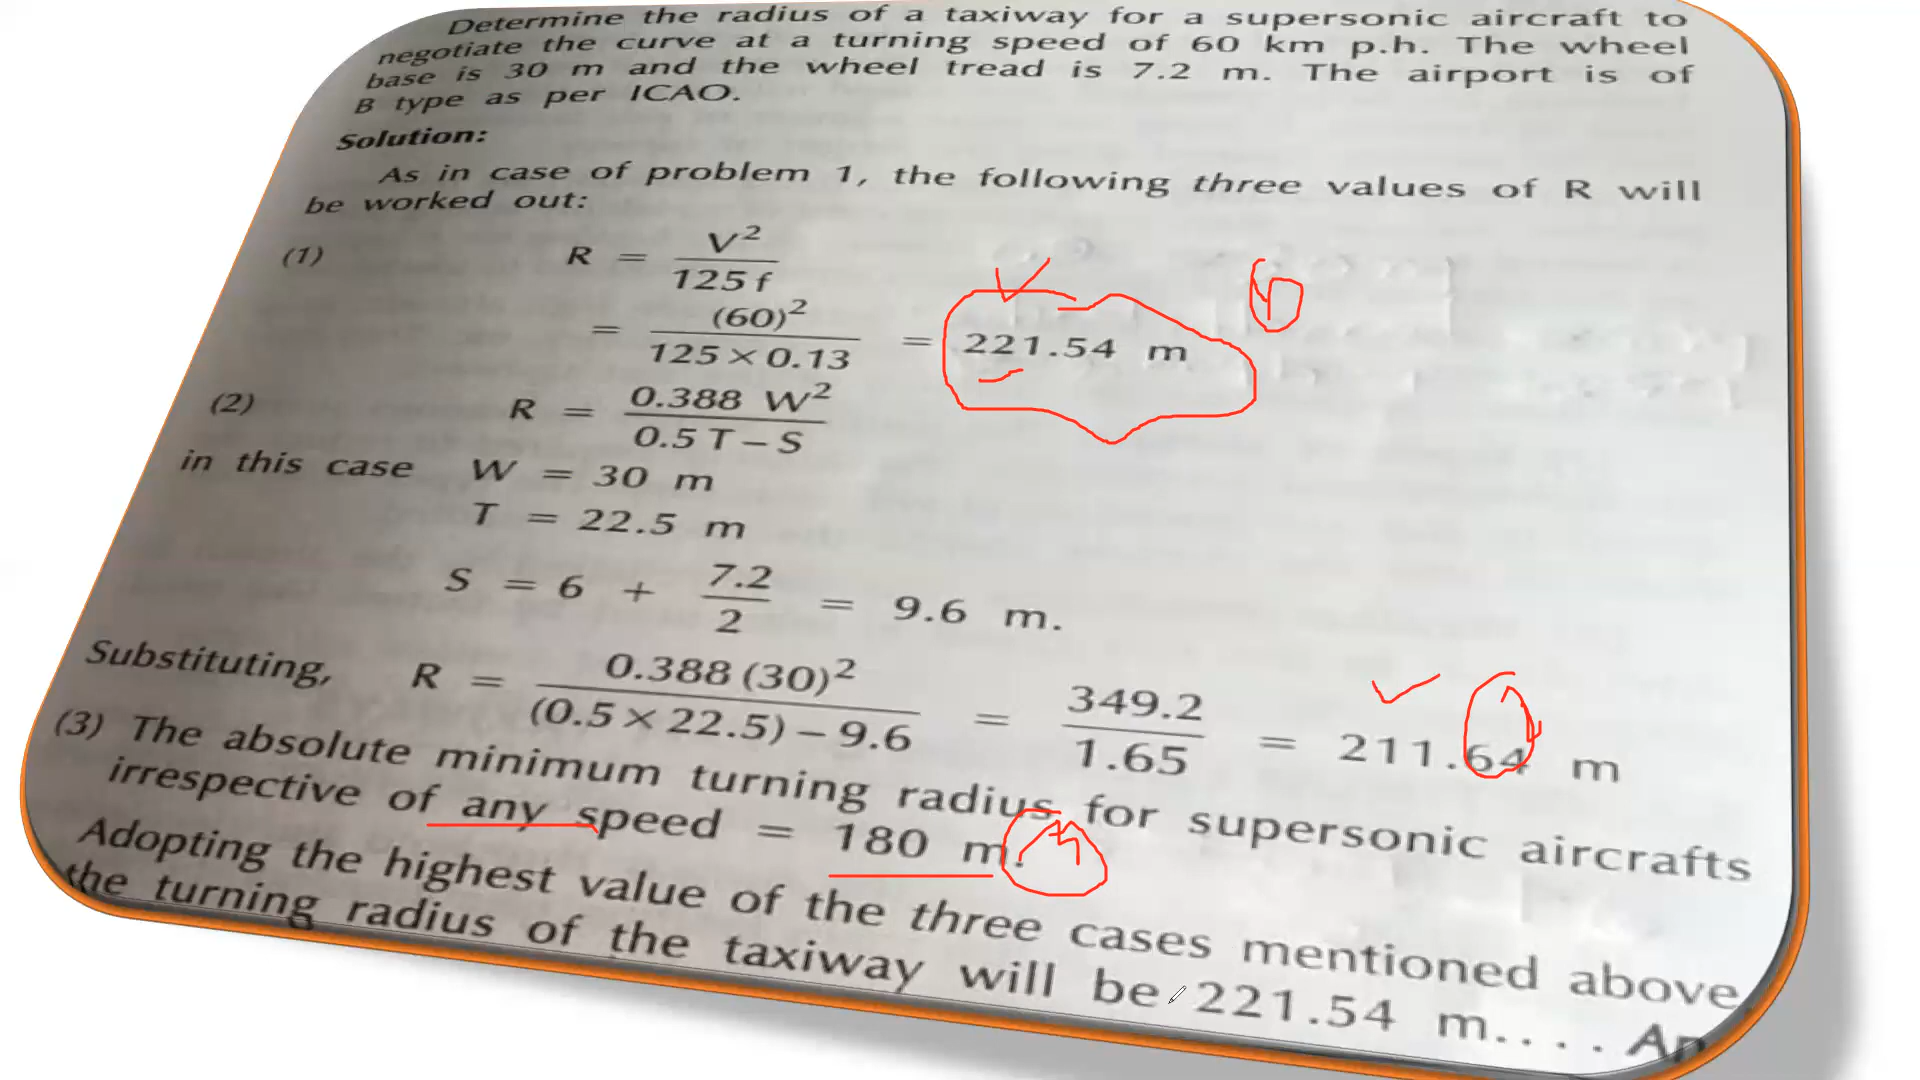 Determine the radius of a taxiway for a supersonic aircraft to
negotiate the curve at a turning speed of 60 km p.h. The wheel
base is 30 m and the wheel tread is 7.2 m. The airport is of
B type as per ICAO.
Solution:
As in case of problem 1, the following three values of R will
be worked out:
(1) R = V² / 125 f
= (60)² / 125 × 0.13 = 221.54 m
(2) R = 0.388 W² / 0.5 T – S
in this case W = 30 m
T = 22.5 m
S = 6 + 7.2 / 2 = 9.6 m.
Substituting, R = 0.388 (30)² / (0.5 × 22.5) – 9.6 = 349.2 / 1.65 = 211.64 m
(3) The absolute minimum turning radius for supersonic aircrafts
irrespective of any speed = 180 m.
Adopting the highest value of the three cases mentioned above,
the turning radius of the taxiway will be 221.54 m. . . . An